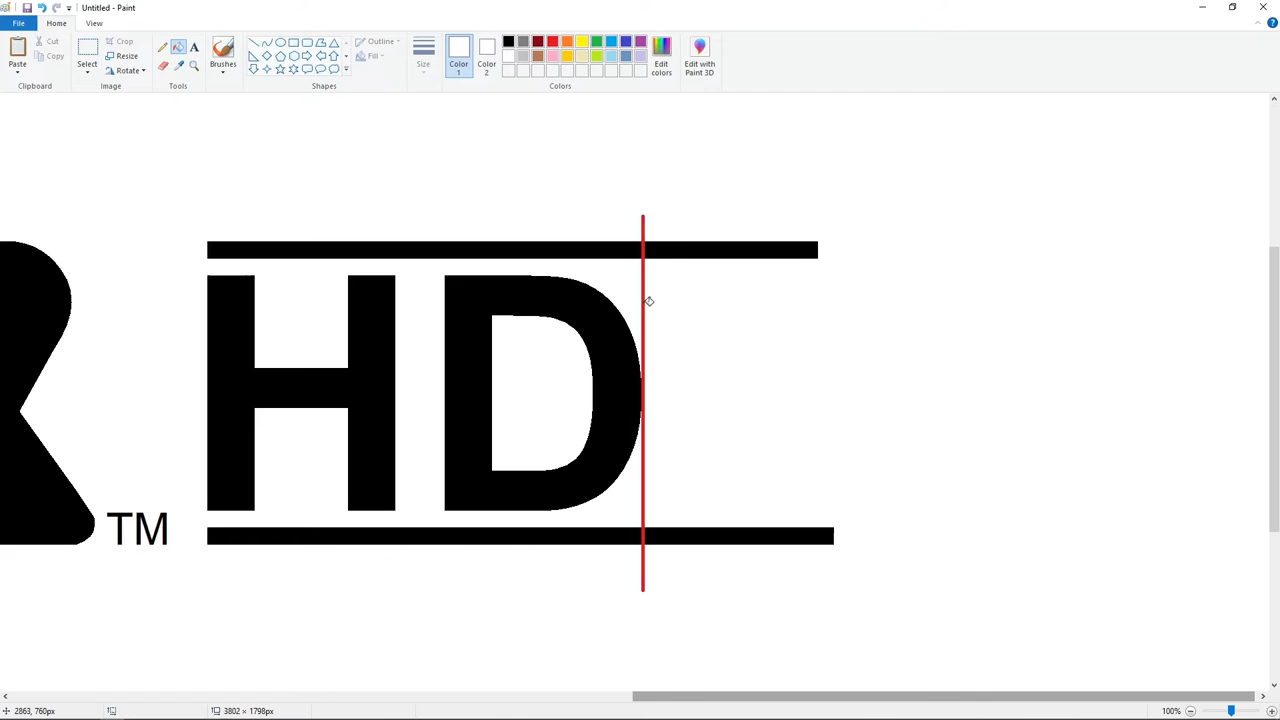 Untitled - Paint
File Home View
Paste Cut Copy Select Crop Resize Rotate A Brushes Outline Fill Size Color 1 Color 2 Edit colors Edit with Paint 3D
Clipboard Image Tools Shapes Colors
HD
TM
2863, 760px 3802 × 1798px 100%